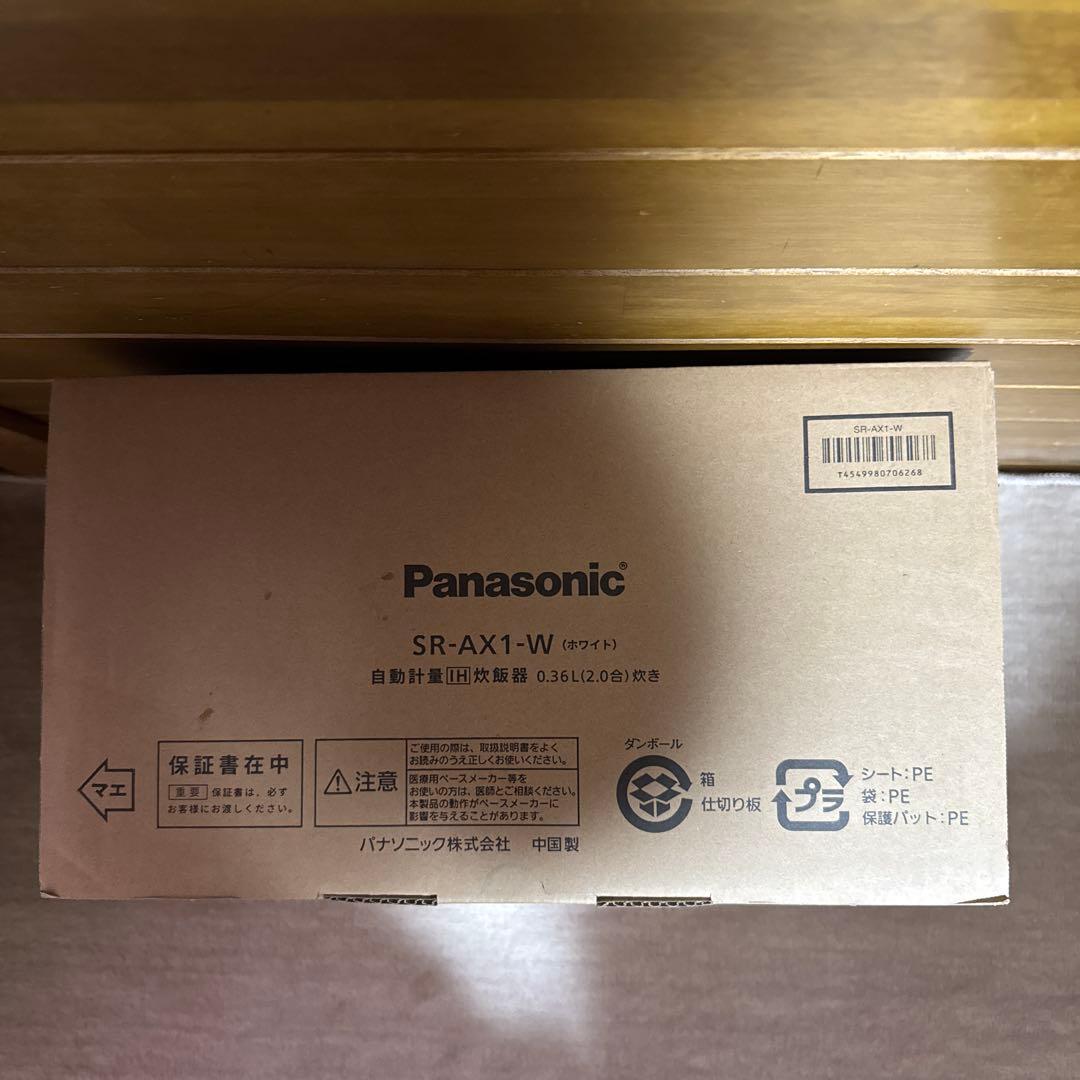 SR-AX1-W
T4549980706268
Panasonic®
SR-AX1-W (ホワイト)
自動計量IH炊飯器 0.36L(2.0合)炊き
マエ
保証書在中
重要 保証書は、必ず
お客様にお渡しください。
注意
ご使用の際は、取扱説明書をよく
お読みのうえ正しくお使いください。
医療用ペースメーカー等を
お使いの方は、医師とご相談ください。
本製品の動作がペースメーカーに
影響を与えることがあります。
パナソニック株式会社 中国製
ダンボール
箱
仕切り板
プラ
シート:PE
袋:PE
保護パット:PE